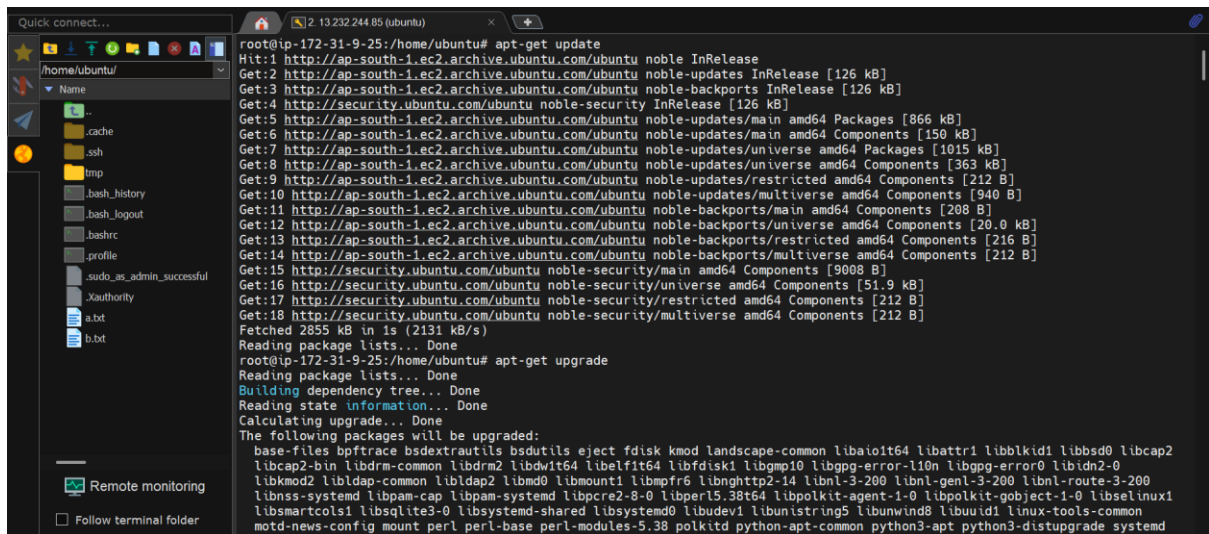 Quick connect...
2. 13.232.244.85 (ubuntu)
/home/ubuntu/
Name
..
.cache
.ssh
tmp
.bash_history
.bash_logout
.bashrc
.profile
.sudo_as_admin_successful
.Xauthority
a.txt
b.txt
Remote monitoring
Follow terminal folder
root@ip-172-31-9-25:/home/ubuntu# apt-get update
Hit:1 http://ap-south-1.ec2.archive.ubuntu.com/ubuntu noble InRelease
Get:2 http://ap-south-1.ec2.archive.ubuntu.com/ubuntu noble-updates InRelease [126 kB]
Get:3 http://ap-south-1.ec2.archive.ubuntu.com/ubuntu noble-backports InRelease [126 kB]
Get:4 http://security.ubuntu.com/ubuntu noble-security InRelease [126 kB]
Get:5 http://ap-south-1.ec2.archive.ubuntu.com/ubuntu noble-updates/main amd64 Packages [866 kB]
Get:6 http://ap-south-1.ec2.archive.ubuntu.com/ubuntu noble-updates/main amd64 Components [150 kB]
Get:7 http://ap-south-1.ec2.archive.ubuntu.com/ubuntu noble-updates/universe amd64 Packages [1015 kB]
Get:8 http://ap-south-1.ec2.archive.ubuntu.com/ubuntu noble-updates/universe amd64 Components [363 kB]
Get:9 http://ap-south-1.ec2.archive.ubuntu.com/ubuntu noble-updates/restricted amd64 Components [212 B]
Get:10 http://ap-south-1.ec2.archive.ubuntu.com/ubuntu noble-updates/multiverse amd64 Components [940 B]
Get:11 http://ap-south-1.ec2.archive.ubuntu.com/ubuntu noble-backports/main amd64 Components [208 B]
Get:12 http://ap-south-1.ec2.archive.ubuntu.com/ubuntu noble-backports/universe amd64 Components [20.0 kB]
Get:13 http://ap-south-1.ec2.archive.ubuntu.com/ubuntu noble-backports/restricted amd64 Components [216 B]
Get:14 http://ap-south-1.ec2.archive.ubuntu.com/ubuntu noble-backports/multiverse amd64 Components [212 B]
Get:15 http://security.ubuntu.com/ubuntu noble-security/main amd64 Components [9008 B]
Get:16 http://security.ubuntu.com/ubuntu noble-security/universe amd64 Components [51.9 kB]
Get:17 http://security.ubuntu.com/ubuntu noble-security/restricted amd64 Components [212 B]
Get:18 http://security.ubuntu.com/ubuntu noble-security/multiverse amd64 Components [212 B]
Fetched 2855 kB in 1s (2131 kB/s)
Reading package lists... Done
root@ip-172-31-9-25:/home/ubuntu# apt-get upgrade
Reading package lists... Done
Building dependency tree... Done
Reading state information... Done
Calculating upgrade... Done
The following packages will be upgraded:
base-files bpftrace bsdextrautils bsdutils eject fdisk kmod landscape-common libaio1t64 libattr1 libblkid1 libbsd0 libcap2
libcap2-bin libdrm-common libdrm2 libdw1t64 libelf1t64 libfdisk1 libgmp10 libgpg-error-l10n libgpg-error0 libidn2-0
libkmod2 libldap-common libldap2 libmd0 libmount1 libmpfr6 libnghttp2-14 libnl-3-200 libnl-genl-3-200 libnl-route-3-200
libnss-systemd libpam-cap libpam-systemd libpcre2-8-0 libperl5.38t64 libpolkit-agent-1-0 libpolkit-gobject-1-0 libselinux1
libsmartcols1 libsqlite3-0 libsystemd-shared libsystemd0 libudev1 libunistring5 libunwind8 libuuid1 linux-tools-common
motd-news-config mount perl perl-base perl-modules-5.38 polkitd python-apt-common python3-apt python3-distupgrade systemd